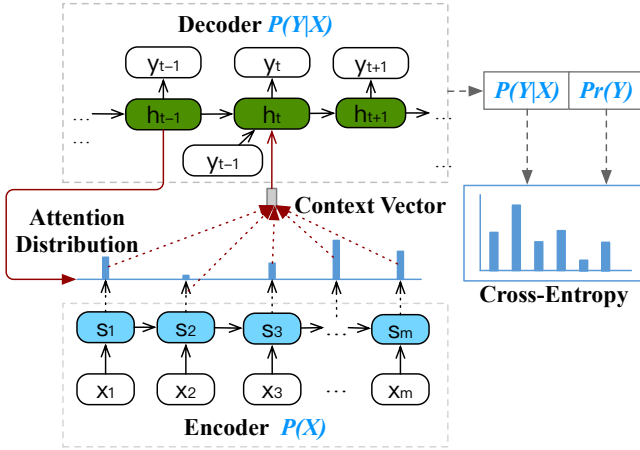 Decoder P(Y|X)
yt−1 yt yt+1
P(Y|X) Pr(Y)
... ht−1 ht ht+1 ...
... yt−1 ...
Attention
Distribution
Context Vector
Cross-Entropy
s1 s2 s3 ... sm
x1 x2 x3 ... xm
Encoder P(X)